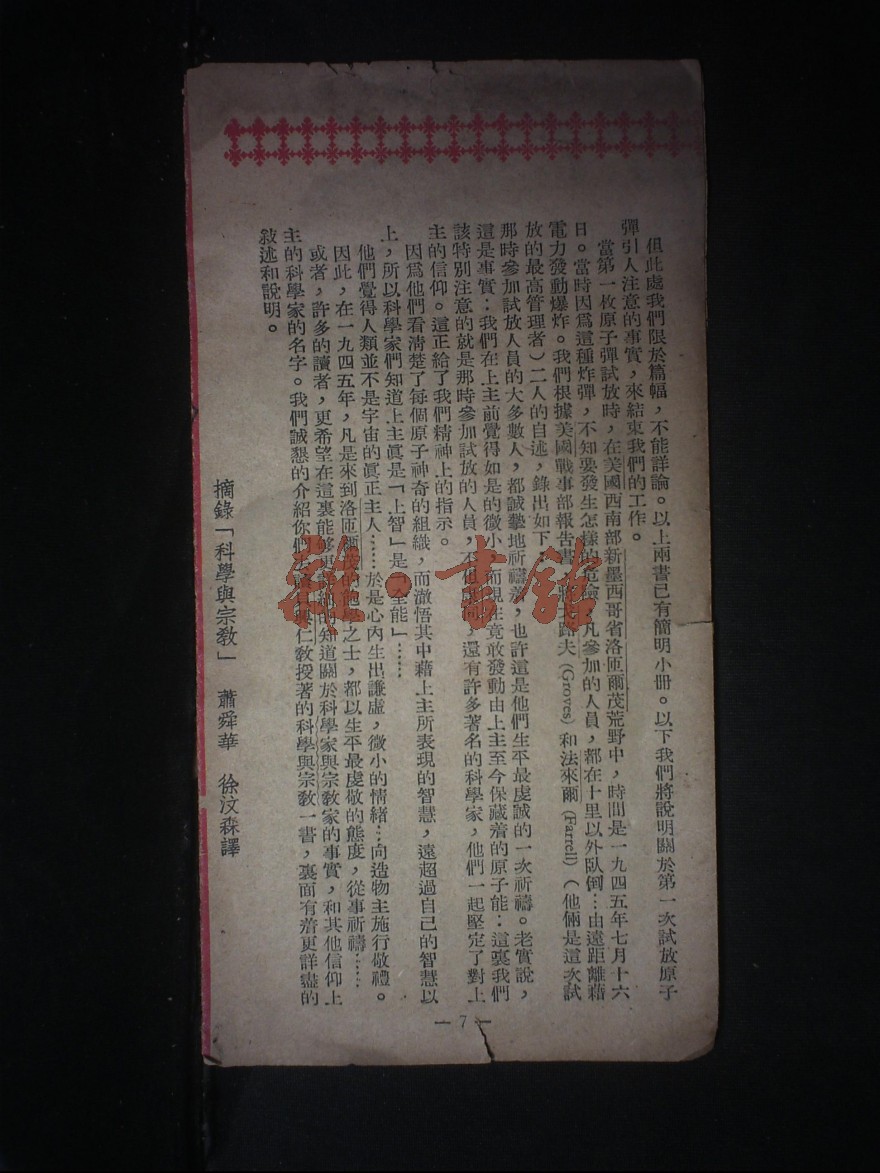 但此處我們限於篇幅，不能詳論。以上兩書已有簡明小冊。以下我們將說明關於第一次試放原子
彈引人注意的事實，來結束我們的工作。
當第一枚原子彈試放時，在美國西南部新墨西哥省洛匝爾茂荒野中，時間是一九四五年七月十六
日。當時因爲這種炸彈，不知要發生怎樣的危險，凡參加的人員，都在十里以外臥倒…由遠距離藉
電力發動爆炸。我們根據美國戰事部報告書，將路夫 (Groves) 和法來爾 (Farrell) （他倆是這次試
放的最高管理者）二人的自述，錄出如下：
那時參加試放人員的大多數人，都誠摯地祈禱着，也許這是他們生平最虔誠的一次祈禱。老實說，
這是事實：我們在上主前覺得如是的微小，而現在竟敢發動由上主至今保藏着的原子能：這裏我們
該特別注意的就是那時參加試放的人員，不但 還有許多著名的科學家，他們一起堅定了對上
主的信仰。這正給了我們精神上的指示。
因爲他們看清楚了每個原子神奇的組織，而澈悟其中藉上主所表現的智慧，遠超過自己的智慧以
上，所以科學家們知道上主眞是「上智」是「全能」……
他們覺得人類並不是宇宙的眞正主人……於是心內生出謙虛，微小的情緒…向造物主施行敬禮。
因此，在一九四五年，凡是來到洛匝爾茂的 之士，都以生平最虔敬的態度，從事祈禱……
或者，許多的讀者，更希望在這裏能够更詳細的知道關於科學家與宗教家的事實，和其他信仰上
主的科學家的名字。我們誠懇的介紹你們去 仁教授著的科學與宗教一書，裏面有着更詳盡的
敍述和說明。
摘錄「科學與宗教」 蕭舜華 徐汶森譯
— 7 —